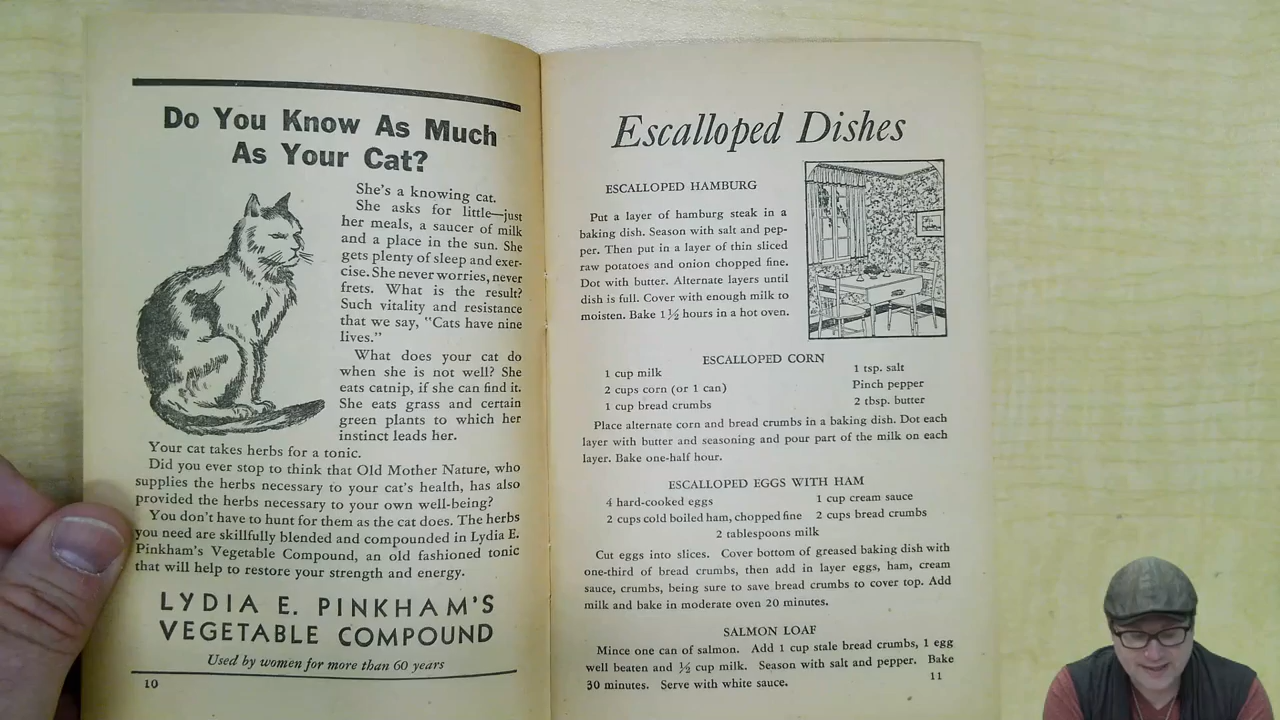 Do You Know As Much
As Your Cat?
She's a knowing cat.
She asks for little—just
her meals, a saucer of milk
and a place in the sun. She
gets plenty of sleep and exer-
cise. She never worries, never
frets. What is the result?
Such vitality and resistance
that we say, "Cats have nine
lives."
What does your cat do
when she is not well? She
eats catnip, if she can find it.
She eats grass and certain
green plants to which her
instinct leads her.
Your cat takes herbs for a tonic.
Did you ever stop to think that Old Mother Nature, who
supplies the herbs necessary to your cat's health, has also
provided the herbs necessary to your own well-being?
You don't have to hunt for them as the cat does. The herbs
you need are skillfully blended and compounded in Lydia E.
Pinkham's Vegetable Compound, an old fashioned tonic
that will help to restore your strength and energy.
LYDIA E. PINKHAM'S
VEGETABLE COMPOUND
Used by women for more than 60 years
10
Escalloped Dishes
ESCALLOPED HAMBURG
Put a layer of hamburg steak in a
baking dish. Season with salt and pep-
per. Then put in a layer of thin sliced
raw potatoes and onion chopped fine.
Dot with butter. Alternate layers until
dish is full. Cover with enough milk to
moisten. Bake 1½ hours in a hot oven.
ESCALLOPED CORN
1 cup milk 1 tsp. salt
2 cups corn (or 1 can) Pinch pepper
1 cup bread crumbs 2 tbsp. butter
Place alternate corn and bread crumbs in a baking dish. Dot each
layer with butter and seasoning and pour part of the milk on each
layer. Bake one-half hour.
ESCALLOPED EGGS WITH HAM
4 hard-cooked eggs 1 cup cream sauce
2 cups cold boiled ham, chopped fine 2 cups bread crumbs
2 tablespoons milk
Cut eggs into slices. Cover bottom of greased baking dish with
one-third of bread crumbs, then add in layer eggs, ham, cream
sauce, crumbs, being sure to save bread crumbs to cover top. Add
milk and bake in moderate oven 20 minutes.
SALMON LOAF
Mince one can of salmon. Add 1 cup stale bread crumbs, 1 egg
well beaten and ½ cup milk. Season with salt and pepper. Bake
30 minutes. Serve with white sauce.
11